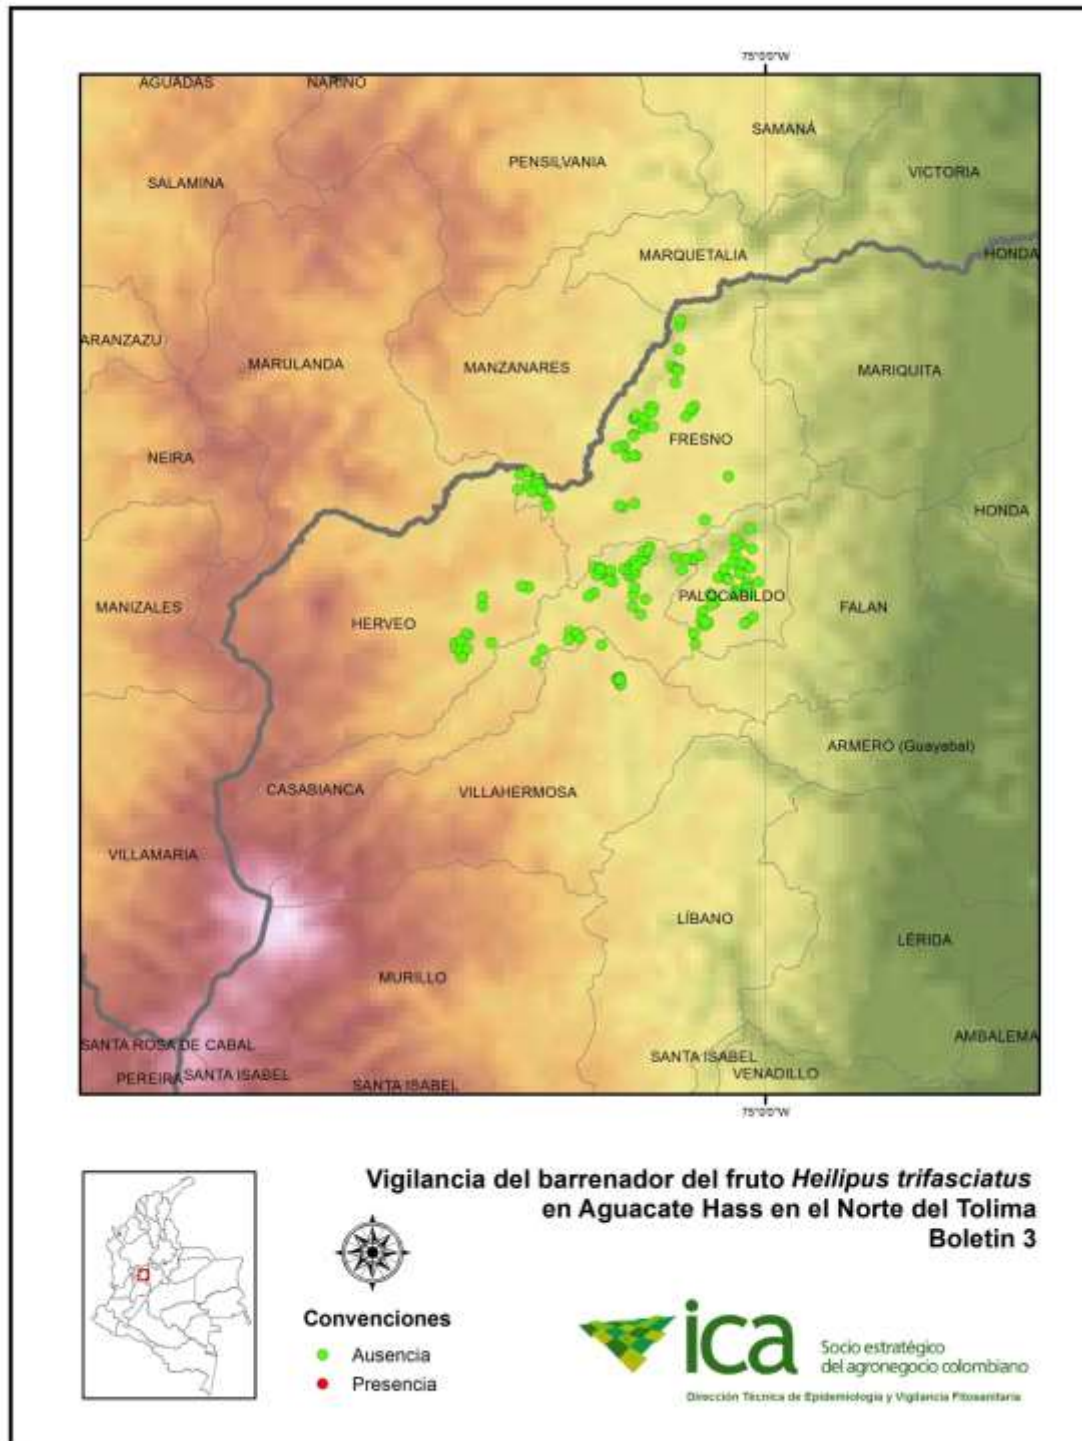 75°0'0"W
AGUADAS
NARIÑO
SAMANÁ
PENSILVANIA
VICTORIA
SALAMINA
MARQUETALIA
HONDA
ARANZAZU
MARULANDA
MANZANARES
MARIQUITA
FRESNO
NEIRA
HONDA
MANIZALES
HERVEO
PALOCABILDO
FALAN
ARMERO (Guayabal)
CASABIANCA
VILLAHERMOSA
VILLAMARIA
LÍBANO
LÉRIDA
MURILLO
AMBALEMA
SANTA ROSA DE CABAL
SANTA ISABEL
VENADILLO
PEREIRA
SANTA ISABEL
SANTA ISABEL
75°0'0"W
Vigilancia del barrenador del fruto Heilipus trifasciatus
en Aguacate Hass en el Norte del Tolima
Boletin 3
Convenciones
Ausencia
Presencia
ica
Socio estratégico
del agronegocio colombiano
Dirección Técnica de Epidemiología y Vigilancia Fitosanitaria